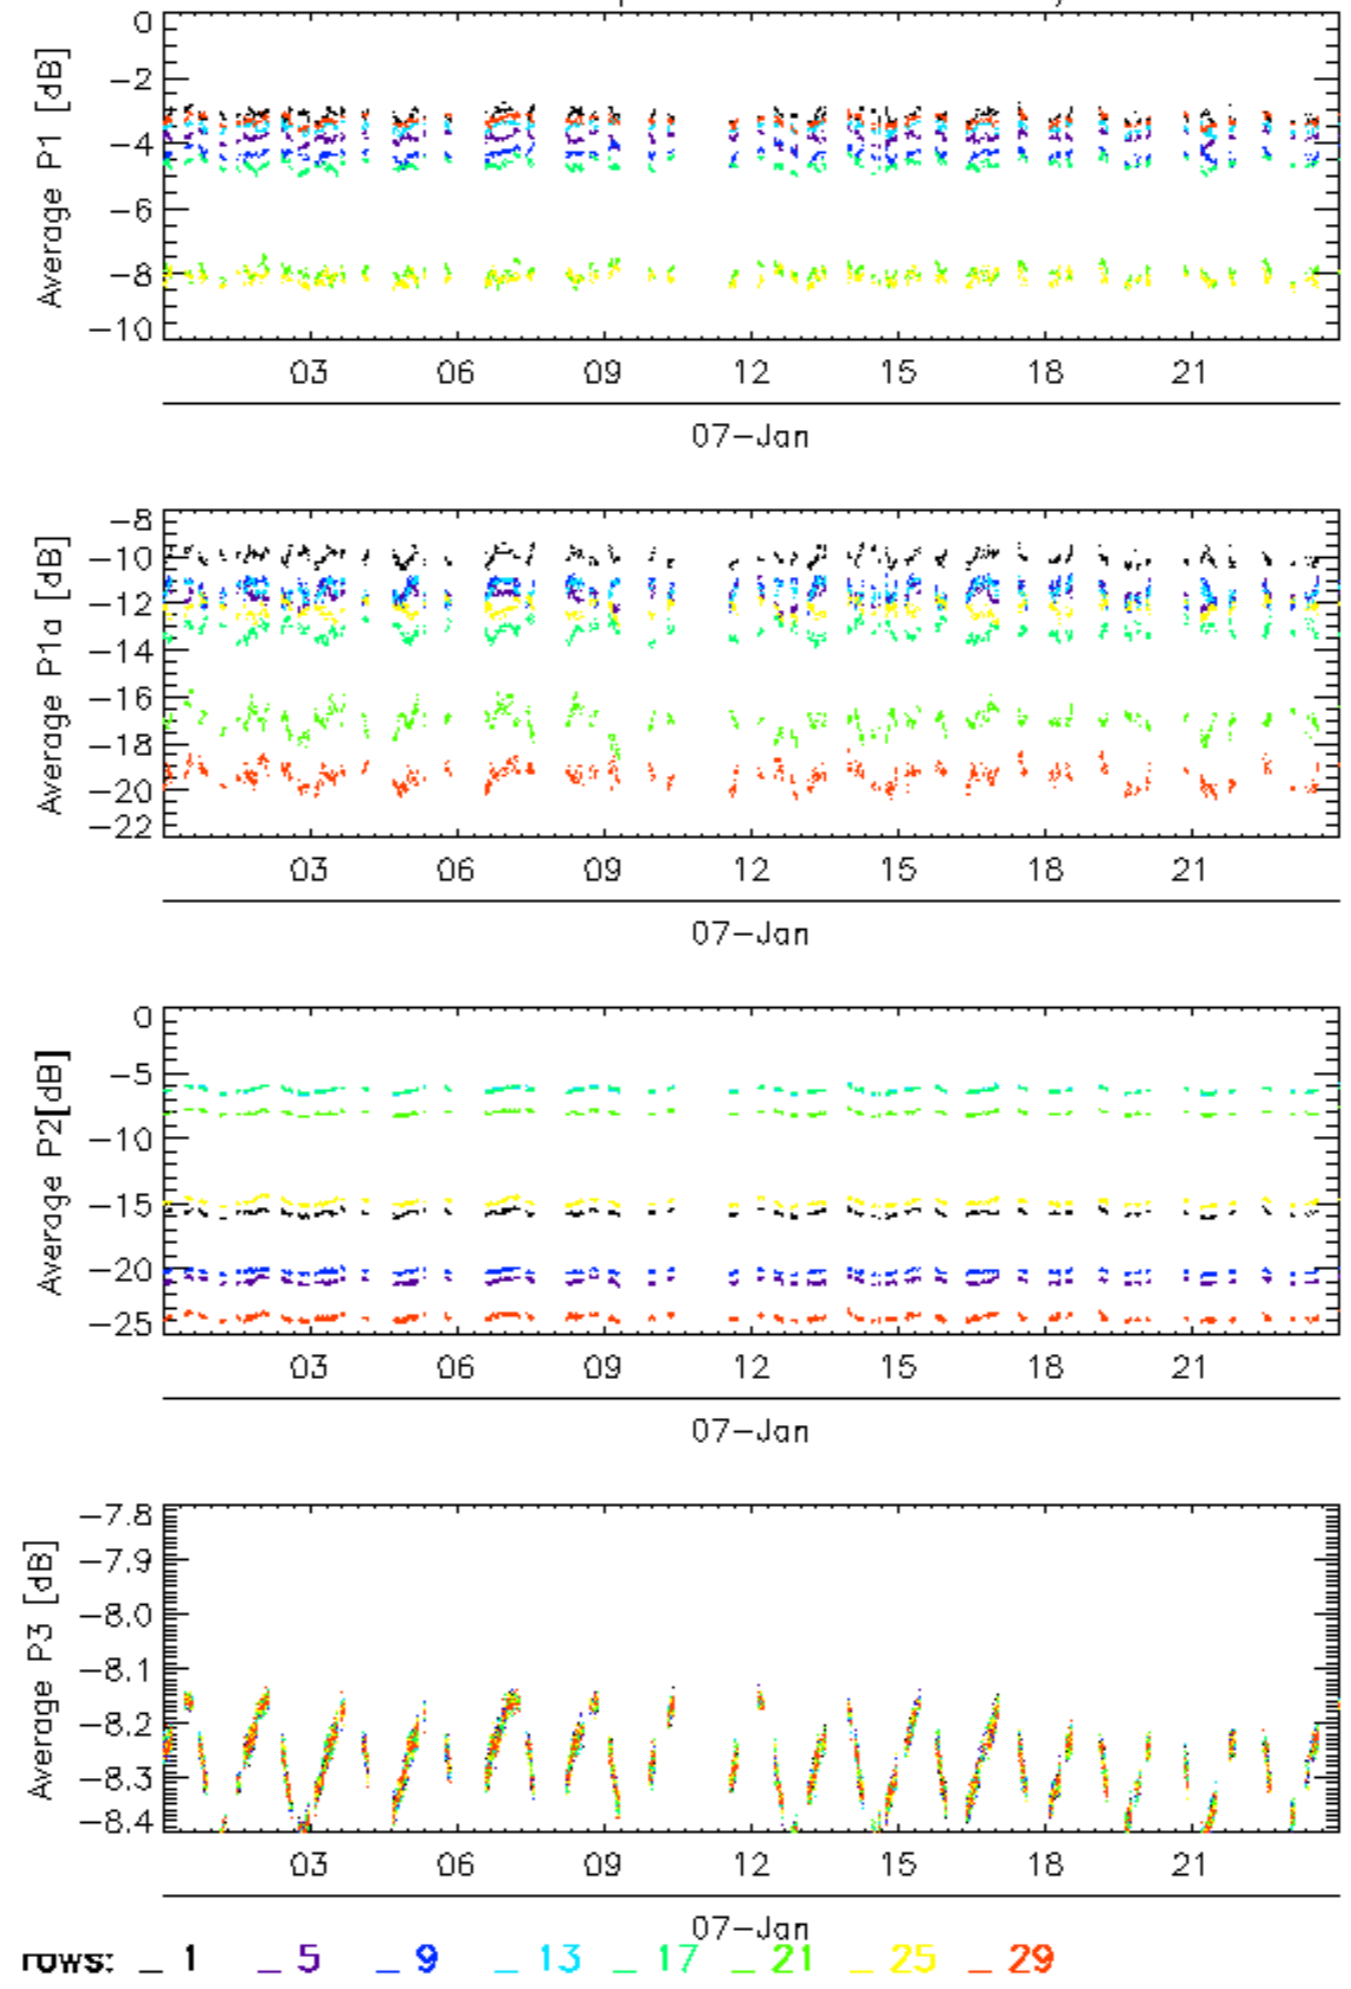 0
−2
−4
−6
−8
−10
Average P1 [dB]
03 06 09 12 15 18 21
07−Jan
−8
−10
−12
−14
−16
−18
−20
−22
Average P1a [dB]
03 06 09 12 15 18 21
07−Jan
0
−5
−10
−15
−20
−25
Average P2[dB]
03 06 09 12 15 18 21
07−Jan
−7.8
−7.9
−8.0
−8.1
−8.2
−8.3
−8.4
Average P3 [dB]
03 06 09 12 15 18 21
07−Jan
rows: _ 1 _ 5 _ 9 _ 13 _ 17 _ 21 _ 25 _ 29